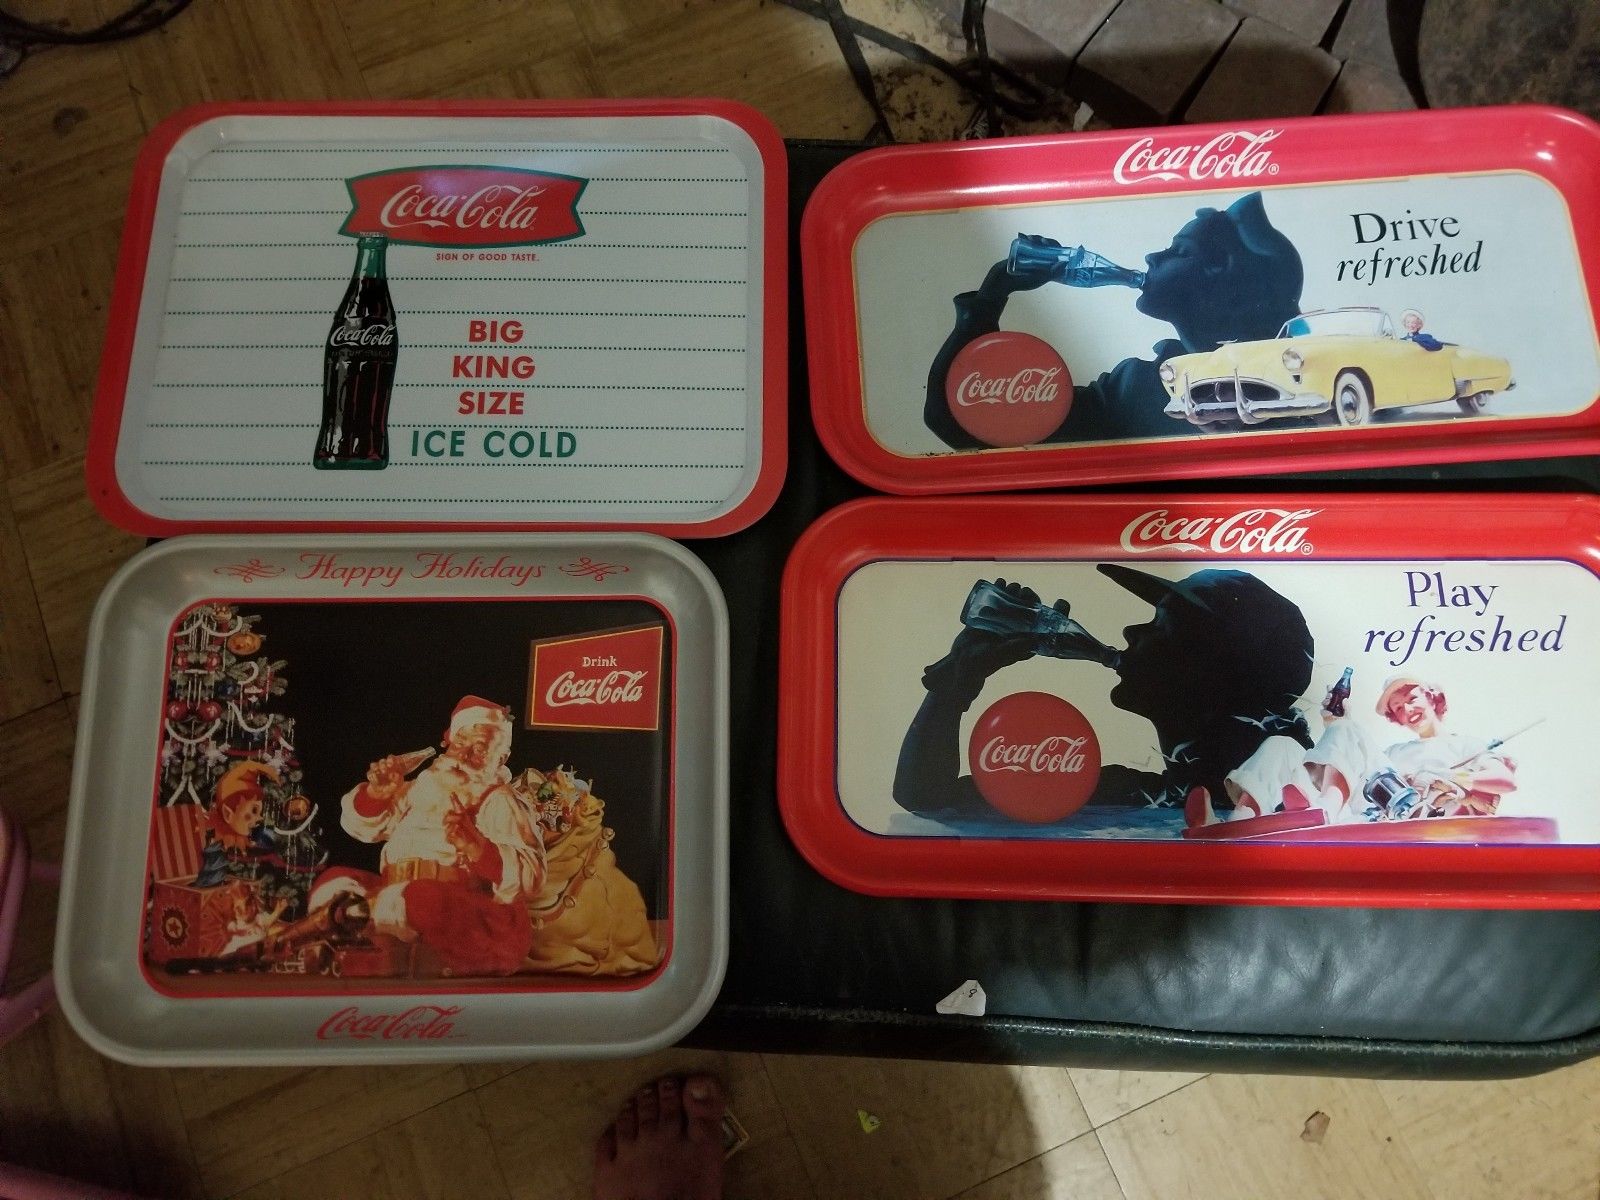 Coca-Cola
SIGN OF GOOD TASTE.
Coca-Cola
BIG
KING
SIZE
ICE COLD
Coca-Cola®
Drive
refreshed
Coca-Cola
Happy Holidays
Drink
Coca-Cola
Coca-Cola
Coca-Cola®
Play
refreshed
Coca-Cola